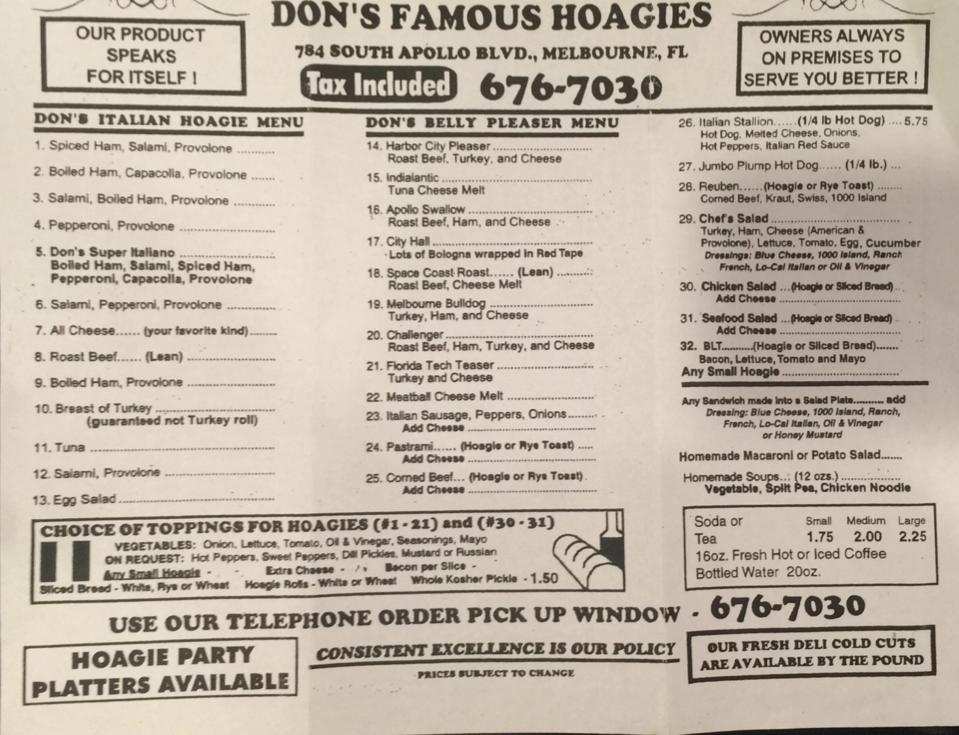 DON'S FAMOUS HOAGIES
784 SOUTH APOLLO BLVD., MELBOURNE, FL
Tax Included 676-7030
OUR PRODUCT
SPEAKS
FOR ITSELF !
OWNERS ALWAYS
ON PREMISES TO
SERVE YOU BETTER !
DON'S ITALIAN HOAGIE MENU
1. Spiced Ham, Salami, Provolone ..........
2. Boiled Ham, Capacolla, Provolone .......
3. Salami, Boiled Ham, Provolone ..........
4. Pepperoni, Provolone ....................
5. Don's Super Italiano .........................
Boiled Ham, Salami, Spiced Ham,
Pepperoni, Capacolla, Provolone
6. Salami, Pepperoni, Provolone ..............
7. All Cheese...... (your favorite kind)........
8. Roast Beef...... (Lean) .......................
9. Boiled Ham, Provolone .......................
10. Breast of Turkey ...............................
(guaranteed not Turkey roll)
11. Tuna ................................................
12. Salami, Provolone .............................
13. Egg Salad .........................................
DON'S BELLY PLEASER MENU
14. Harbor City Pleaser ..........................
Roast Beef, Turkey, and Cheese
15. Indialantic .........................................
Tuna Cheese Melt
16. Apollo Swallow .................................
Roast Beef, Ham, and Cheese
17. City Hall ...........................................
Lots of Bologna wrapped in Red Tape
18. Space Coast Roast...... (Lean) ..........
Roast Beef, Cheese Melt
19. Melbourne Bulldog ...........................
Turkey, Ham, and Cheese
20. Challenger ........................................
Roast Beef, Ham, Turkey, and Cheese
21. Florida Tech Teaser ..........................
Turkey and Cheese
22. Meatball Cheese Melt .......................
23. Italian Sausage, Peppers, Onions.......
Add Cheese ....................................
24. Pastrami...... (Hoagie or Rye Toast) .....
Add Cheese ....................................
25. Corned Beef... (Hoagie or Rye Toast) .
Add Cheese ....................................
26. Italian Stallion......(1/4 lb Hot Dog) ....5.75
Hot Dog, Melted Cheese, Onions,
Hot Peppers, Italian Red Sauce
27. Jumbo Plump Hot Dog...... (1/4 lb.) ...
28. Reuben......(Hoagie or Rye Toast) ........
Corned Beef, Kraut, Swiss, 1000 Island
29. Chef's Salad ....................................
Turkey, Ham, Cheese (American &
Provolone), Lettuce, Tomato, Egg, Cucumber
Dressings: Blue Cheese, 1000 Island, Ranch
French, Lo-Cal Italian or Oil & Vinegar
30. Chicken Salad ...(Hoagie or Sliced Bread) ..
Add Cheese ....................................
31. Seafood Salad ...(Hoagie or Sliced Bread) .
Add Cheese ....................................
32. BLT..........(Hoagie or Sliced Bread).......
Bacon, Lettuce, Tomato and Mayo
Any Small Hoagie ................................
Any Sandwich made into a Salad Plate.......... add
Dressing: Blue Cheese, 1000 Island, Ranch,
French, Lo-Cal Italian, Oil & Vinegar
or Honey Mustard
Homemade Macaroni or Potato Salad.......
Homemade Soups... (12 ozs.) .................
Vegetable, Split Pea, Chicken Noodle
CHOICE OF TOPPINGS FOR HOAGIES (#1 - 21) and (#30 - 31)
VEGETABLES: Onion, Lettuce, Tomato, Oil & Vinegar, Seasonings, Mayo
ON REQUEST: Hot Peppers, Sweet Peppers, Dill Pickles, Mustard or Russian
Any Small Hoagie - Extra Cheese - Bacon per Slice -
Sliced Bread - White, Rye or Wheat Hoagie Rolls - White or Wheat Whole Kosher Pickle - 1.50
Soda or Small Medium Large
Tea 1.75 2.00 2.25
16oz. Fresh Hot or Iced Coffee
Bottled Water 20oz.
USE OUR TELEPHONE ORDER PICK UP WINDOW - 676-7030
HOAGIE PARTY
PLATTERS AVAILABLE
CONSISTENT EXCELLENCE IS OUR POLICY
PRICES SUBJECT TO CHANGE
OUR FRESH DELI COLD CUTS
ARE AVAILABLE BY THE POUND